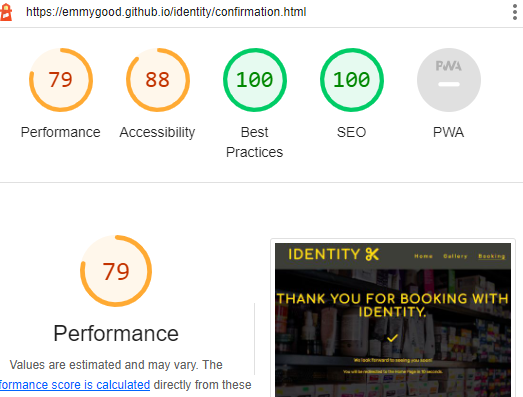 https://emmygood.github.io/identity/confirmation.html
79
88
100
100
PWA
Performance
Accessibility
Best
Practices
SEO
PWA
79
Performance
Values are estimated and may vary. The
formance score is calculated directly from these
IDENTITY
Home Gallery Booking
THANK YOU FOR BOOKING WITH
IDENTITY.
We look forward to seeing you soon!
You will be redirected to the Home Page in 10 seconds.